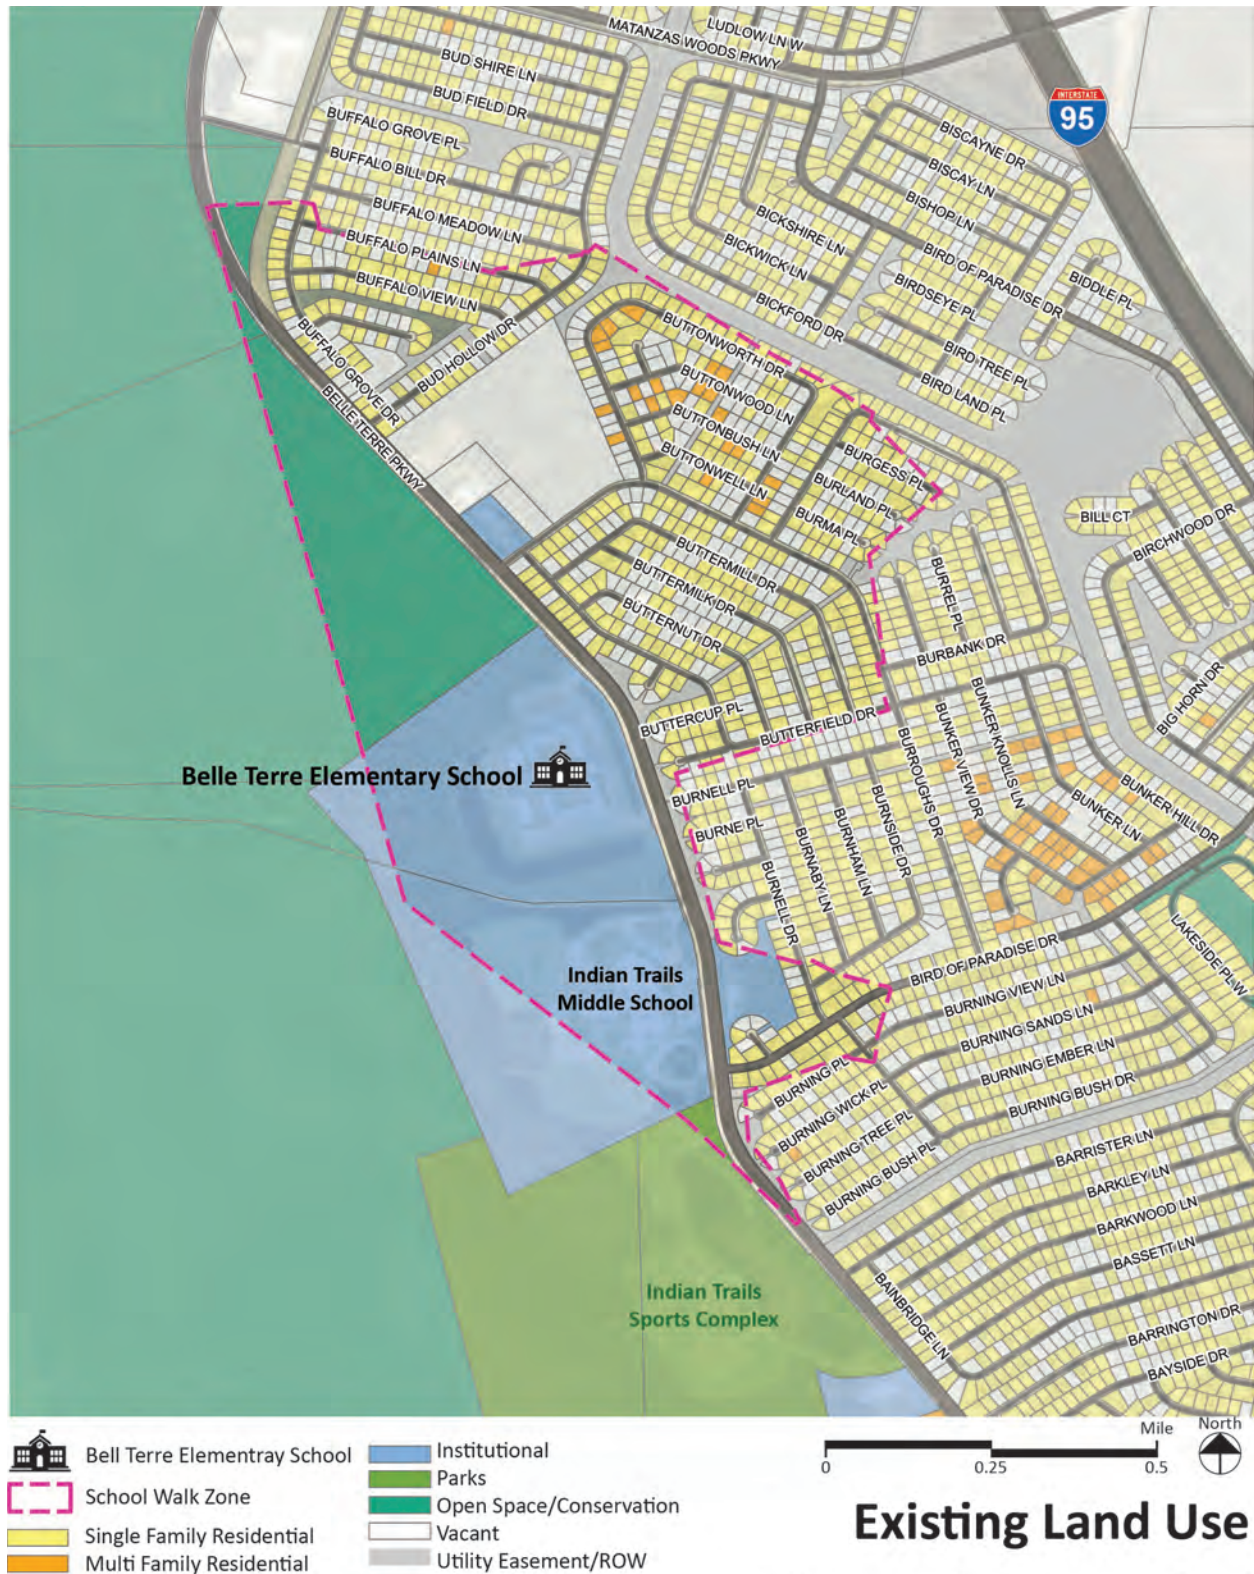 LUDLOW LN W
MATANZAS WOODS PKWY
BUD SHIRE LN
BUD FIELD DR
INTERSTATE
95
BUFFALO GROVE PL
BUFFALO BILL DR
BUFFALO MEADOW LN
BUFFALO PLAINS LN
BUFFALO VIEW LN
BUD HOLLOW DR
BUFFALO GROVE DR
BELLE TERRE PKWY
BISCAYNE DR
BISCAY LN
BISHOP LN
BIRD OF PARADISE DR
BICKSHIRE LN
BICKWICK LN
BICKFORD DR
BIRDSEYE PL
BIDDLE PL
BIRD TREE PL
BIRD LAND PL
BUTTONWORTH DR
BUTTONWOOD LN
BUTTONBUSH LN
BUTTONWELL LN
BURGESS PL
BURLAND PL
BURMA PL
BILL CT
BIRCHWOOD DR
BUTTERMILL DR
BUTTERMILK DR
BUTTERNUT DR
BURREL PL
BURBANK DR
BIG HORN DR
BUTTERCUP PL
BUTTERFIELD DR
BUNKER KNOLLS LN
BUNKER VIEW DR
BURROUGHS DR
BUNKER HILL DR
BUNKER LN
Belle Terre Elementary School
BURNELL PL
BURNE PL
BURNSIDE DR
BURNHAM LN
BURNABY LN
BURNELL DR
LAKESIDE PL W
Indian Trails
Middle School
BIRD OF PARADISE DR
BURNING VIEW LN
BURNING SANDS LN
BURNING EMBER LN
BURNING BUSH DR
BURNING PL
BURNING WICK PL
BURNING TREE PL
BURNING BUSH PL
BARRISTER LN
BARKLEY LN
BARKWOOD LN
BASSETT LN
BAINBRIDGE LN
BARRINGTON DR
BAYSIDE DR
Indian Trails
Sports Complex
Bell Terre Elementray School
School Walk Zone
Single Family Residential
Multi Family Residential
Institutional
Parks
Open Space/Conservation
Vacant
Utility Easement/ROW
Mile
North
0
0.25
0.5
Existing Land Use